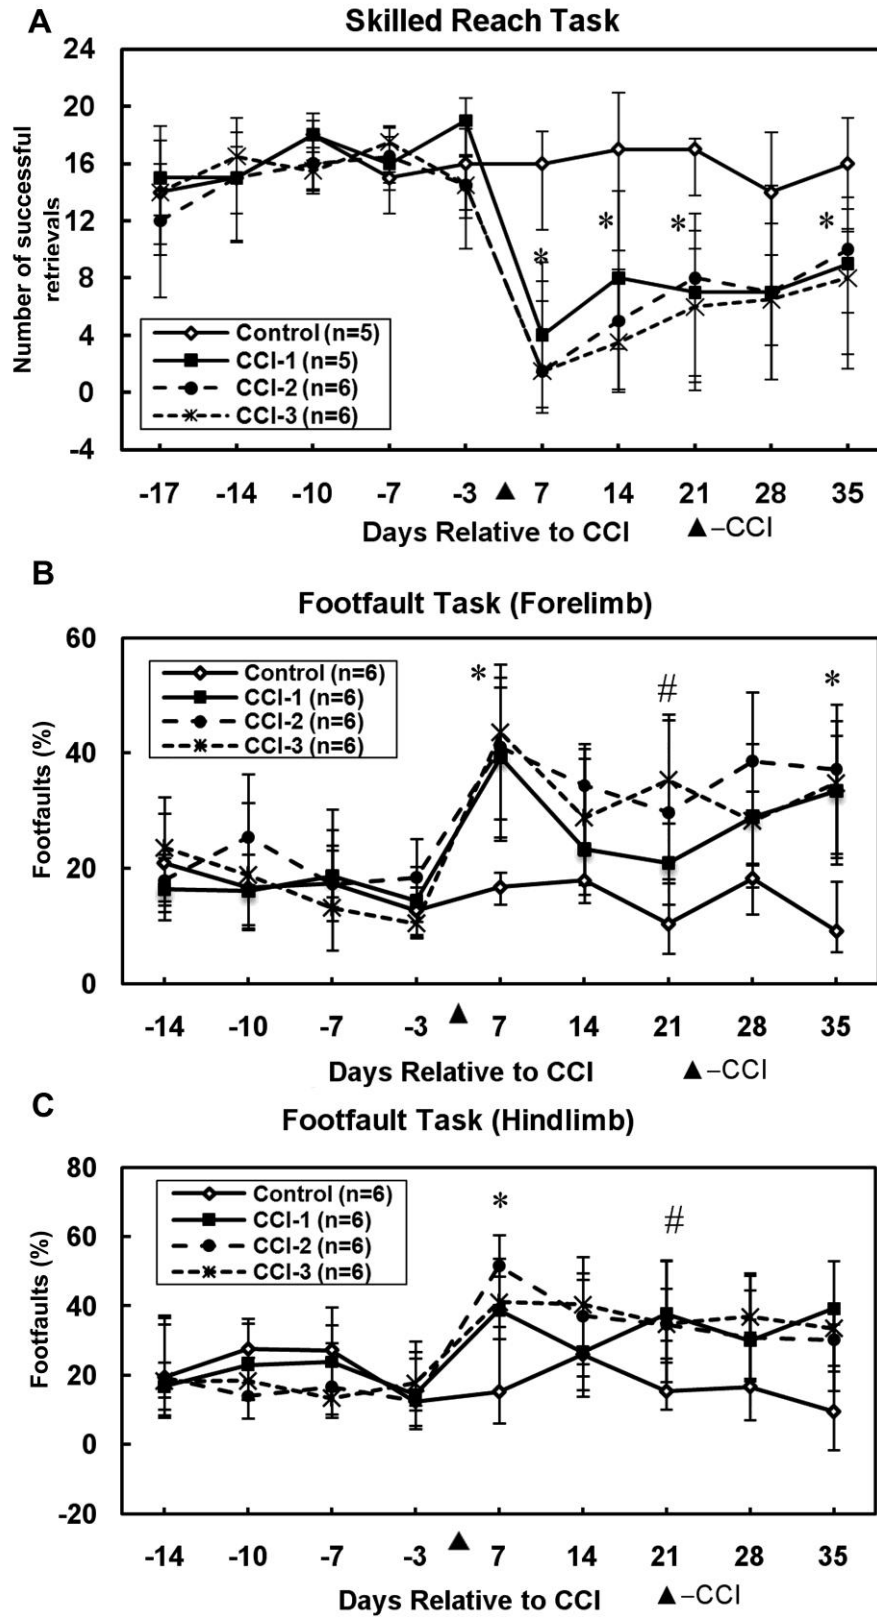 A
Skilled Reach Task
Number of successful
retrievals
24
20
16
12
8
4
0
-4
*
*
*
*
Control (n=5)
CCI-1 (n=5)
CCI-2 (n=6)
CCI-3 (n=6)
-17 -14 -10 -7 -3 ▲ 7 14 21 28 35
Days Relative to CCI ▲–CCI
B
Footfault Task (Forelimb)
Footfaults (%)
60
40
20
0
Control (n=6)
CCI-1 (n=6)
CCI-2 (n=6)
CCI-3 (n=6)
* # *
-14 -10 -7 -3 ▲ 7 14 21 28 35
Days Relative to CCI ▲–CCI
C
Footfault Task (Hindlimb)
Footfaults (%)
80
60
40
20
0
-20
Control (n=6)
CCI-1 (n=6)
CCI-2 (n=6)
CCI-3 (n=6)
* #
-14 -10 -7 -3 ▲ 7 14 21 28 35
Days Relative to CCI ▲–CCI